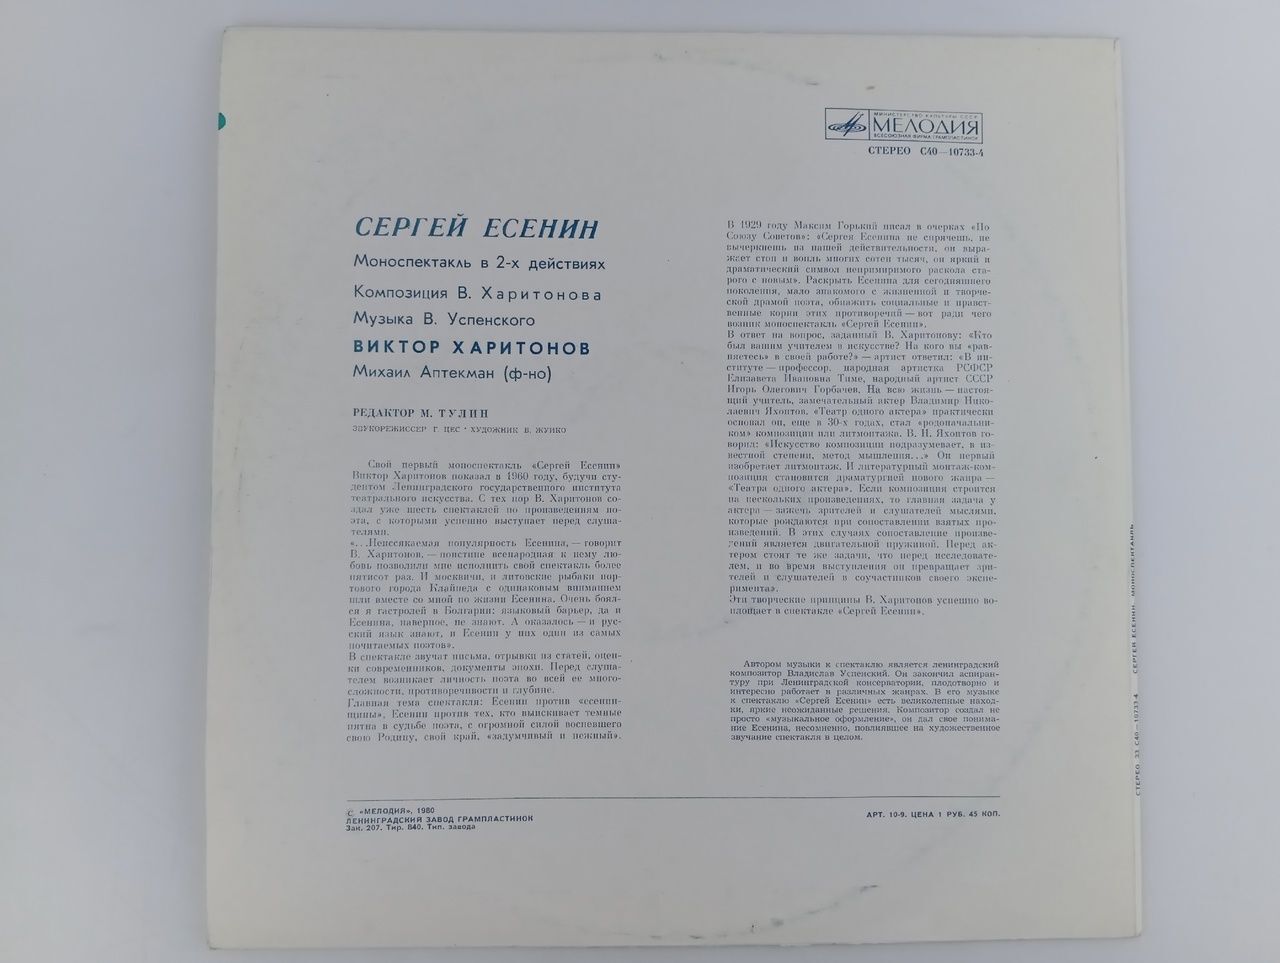 МИНИСТЕРСТВО КУЛЬТУРЫ СССР
МЕЛОДИЯ
ВСЕСОЮЗНАЯ ФИРМА ГРАМПЛАСТИНОК
СТЕРЕО С40—10733-4
СЕРГЕЙ ЕСЕНИН
Моноспектакль в 2-х действиях
Композиция В. Харитонова
Музыка В. Успенского
ВИКТОР ХАРИТОНОВ
Михаил Аптекман (ф-но)
РЕДАКТОР М. ТУЛИН
ЗВУКОРЕЖИССЕР Г. ЦЕС • ХУДОЖНИК В. ЖУЙКО
Свой первый моноспектакль «Сергей Есенин»
Виктор Харитонов показал в 1960 году, будучи сту-
дентом Ленинградского государственного института
театрального искусства. С тех пор В. Харитонов со-
здал уже шесть спектаклей по произведениям по-
эта, с которыми успешно выступает перед слуша-
телями.
«...Неиссякаемая популярность Есенина, — говорит
В. Харитонов, — поистине всенародная к нему лю-
бовь позволили мне исполнить свой спектакль более
пятисот раз. И москвичи, и литовские рыбаки пор-
тового города Клайпеда с одинаковым вниманием
шли вместе со мной по жизни Есенина. Очень боял-
ся я гастролей в Болгарии: языковый барьер, да и
Есенина, наверное, не знают. А оказалось — и рус-
ский язык знают, и Есенин у них один из самых
почитаемых поэтов».
В спектакле звучат письма, отрывки из статей, оцен-
ки современников, документы эпохи. Перед слуша-
телем возникает личность поэта во всей ее много-
сложности, противоречивости и глубине.
Главная тема спектакля: Есенин против «есенин-
щины», Есенин против тех, кто выискивает темные
пятна в судьбе поэта, с огромной силой воспевшего
свою Родину, свой край, «задумчивый и нежный».
В 1929 году Максим Горький писал в очерках «По
Союзу Советов»: «Сергея Есенина не спрячешь, не
вычеркнешь из нашей действительности, он выра-
жает стон и вопль многих сотен тысяч, он яркий и
драматический символ непримиримого раскола ста-
рого с новым». Раскрыть Есенина для сегодняшнего
поколения, мало знакомого с жизненной и творче-
ской драмой поэта, обнажить социальные и нравст-
венные корни этих противоречий — вот ради чего
возник моноспектакль «Сергей Есенин».
В ответ на вопрос, заданный В. Харитонову: «Кто
был вашим учителем в искусстве? На кого вы «рав-
няетесь» в своей работе?» — артист ответил: «В ин-
ституте — профессор, народная артистка РСФСР
Елизавета Ивановна Тиме, народный артист СССР
Игорь Олегович Горбачев. На всю жизнь — настоя-
щий учитель, замечательный актер Владимир Нико-
лаевич Яхонтов. «Театр одного актера» практически
основал он, еще в 30-х годах, стал «родоначальни-
ком» композиции или литмонтажа. В. Н. Яхонтов го-
ворил: «Искусство композиции подразумевает, в из-
вестной степени, метод мышления...» Он первый
изобретает литмонтаж. И литературный монтаж-ком-
позиция становится драматургией нового жанра —
«Театра одного актера». Если композиция строится
на нескольких произведениях, то главная задача у
актера — зажечь зрителей и слушателей мыслями,
которые рождаются при сопоставлении взятых про-
изведений. В этих случаях сопоставление произве-
дений является двигательной пружиной. Перед ак-
тером стоят те же задачи, что перед исследовате-
лем, и во время выступления он превращает зри-
телей и слушателей в соучастников своего экспе-
римента».
Эти творческие принципы В. Харитонов успешно во-
площает в спектакле «Сергей Есенин».
Автором музыки к спектаклю является ленинградский
композитор Владислав Успенский. Он закончил аспиран-
туру при Ленинградской консерватории, плодотворно и
интересно работает в различных жанрах. В его музыке
к спектаклю «Сергей Есенин» есть великолепные наход-
ки, яркие неожиданные решения. Композитор создал не
просто «музыкальное оформление», он дал свое понима-
ние Есенина, несомненно, повлиявшее на художественное
звучание спектакля в целом.
© «МЕЛОДИЯ», 1980
ЛЕНИНГРАДСКИЙ ЗАВОД ГРАМПЛАСТИНОК
Зак. 207. Тир. 840. Тип. завода
АРТ. 10-9. ЦЕНА 1 РУБ. 45 КОП.
СТЕРЕО 33 С40—10733-4 СЕРГЕЙ ЕСЕНИН. МОНОСПЕКТАКЛЬ